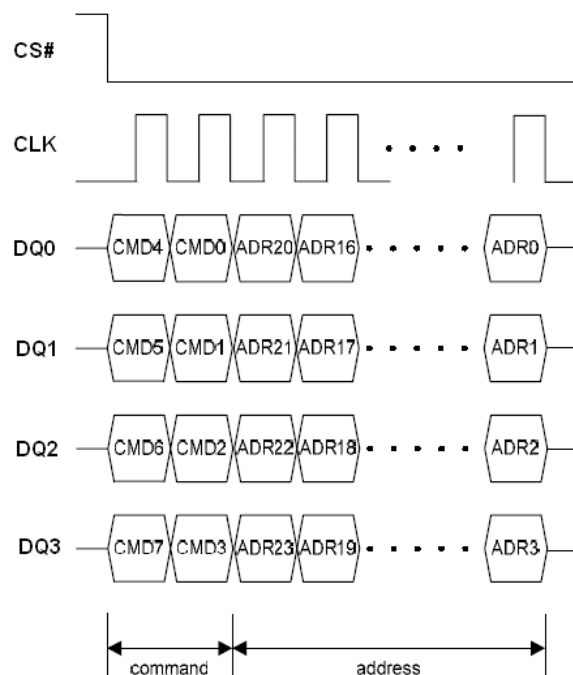 CS#
CLK
DQ0 CMD4 CMD0 ADR20 ADR16 ADR0
DQ1 CMD5 CMD1 ADR21 ADR17 ADR1
DQ2 CMD6 CMD2 ADR22 ADR18 ADR2
DQ3 CMD7 CMD3 ADR23 ADR19 ADR3
command address